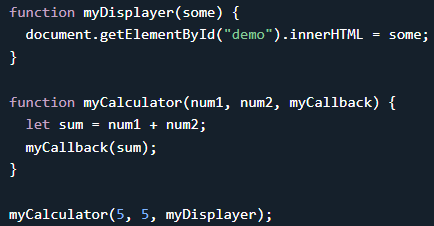 function myDisplayer(some) {
  document.getElementById("demo").innerHTML = some;
}

function myCalculator(num1, num2, myCallback) {
  let sum = num1 + num2;
  myCallback(sum);
}

myCalculator(5, 5, myDisplayer);